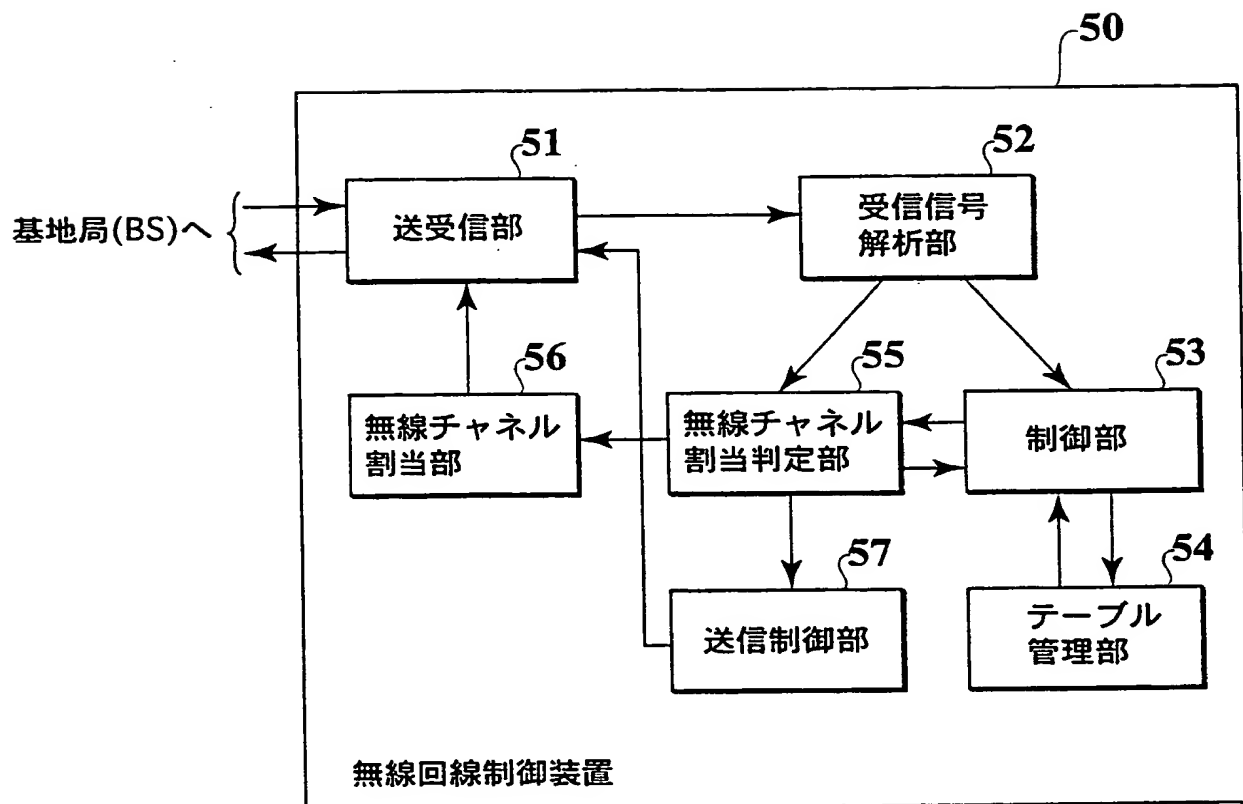 50
51
52
基地局(BS)へ
送受信部
受信信号
解析部
56
55
53
無線チャネル
割当部
無線チャネル
割当判定部
制御部
57
54
送信制御部
テーブル
管理部
無線回線制御装置